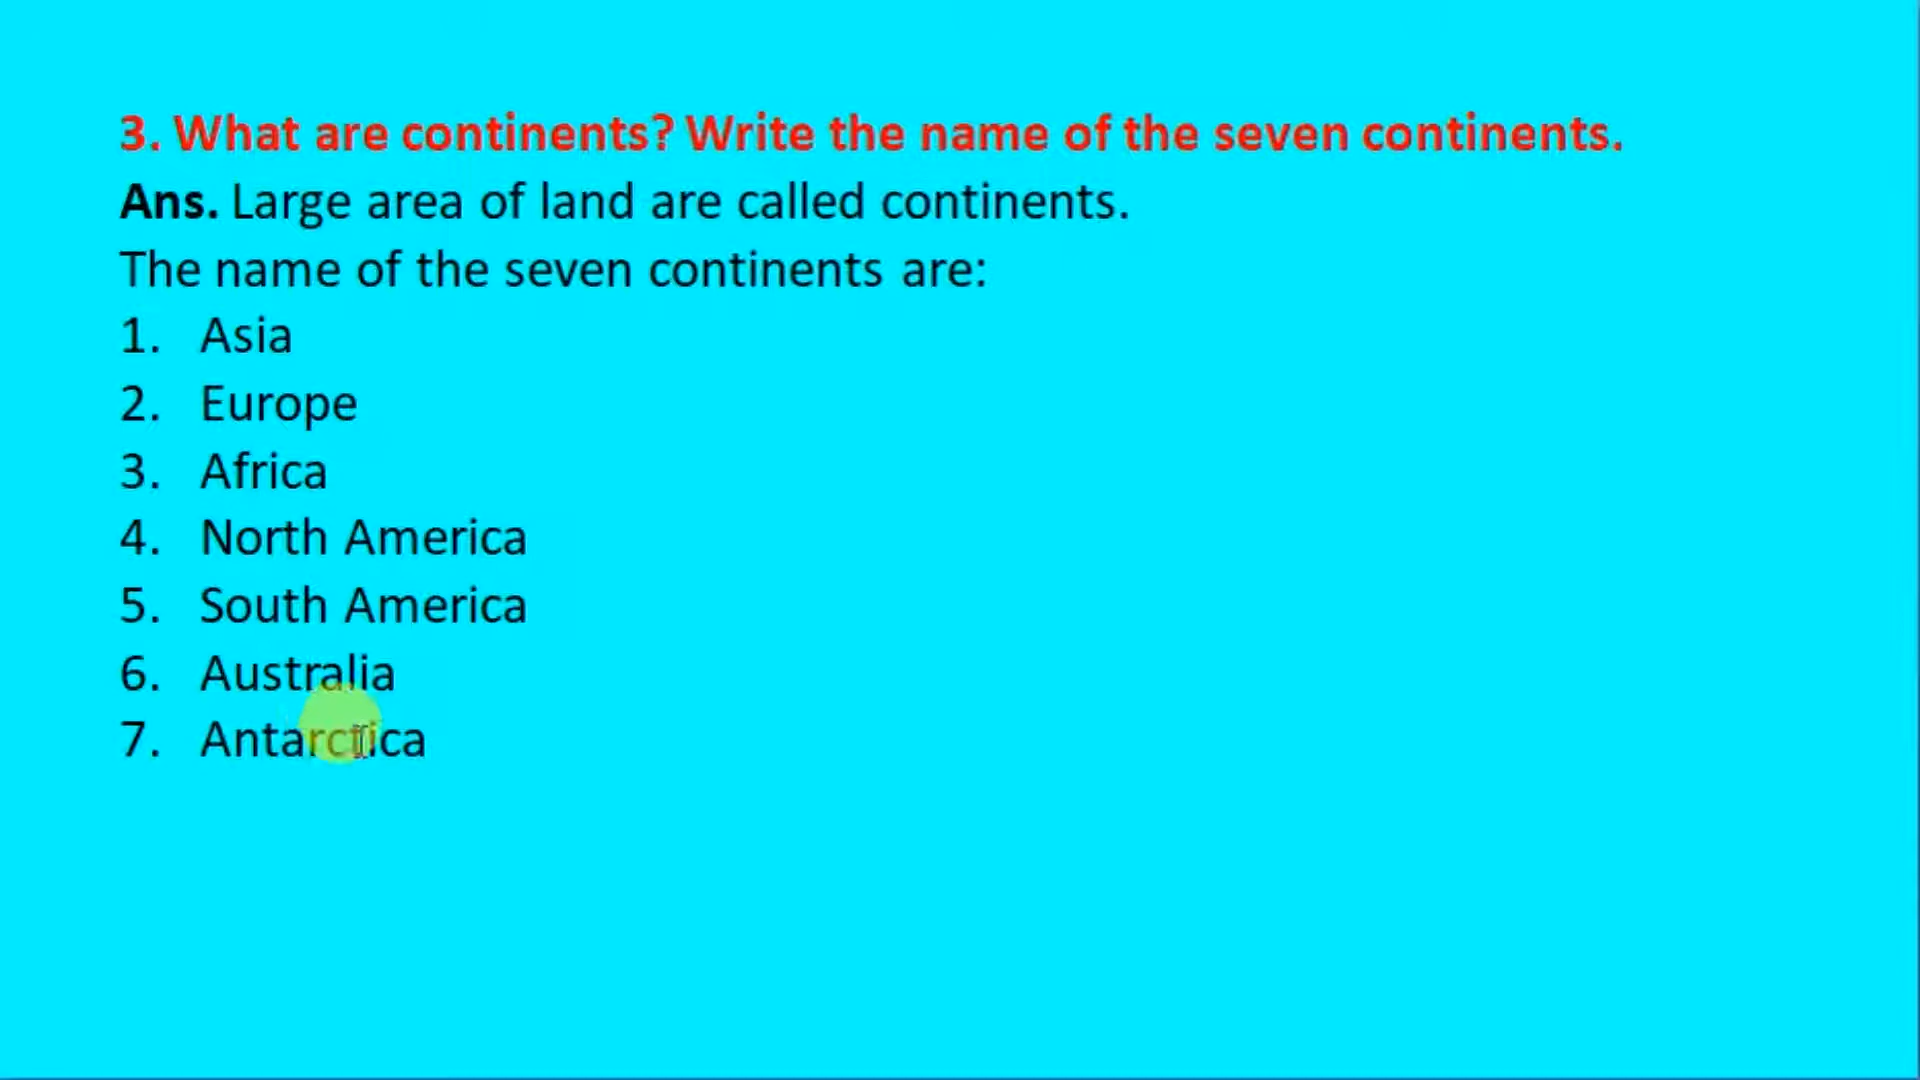 3. What are continents? Write the name of the seven continents.
Ans. Large area of land are called continents.
The name of the seven continents are:
1. Asia
2. Europe
3. Africa
4. North America
5. South America
6. Australia
7. Antarctica